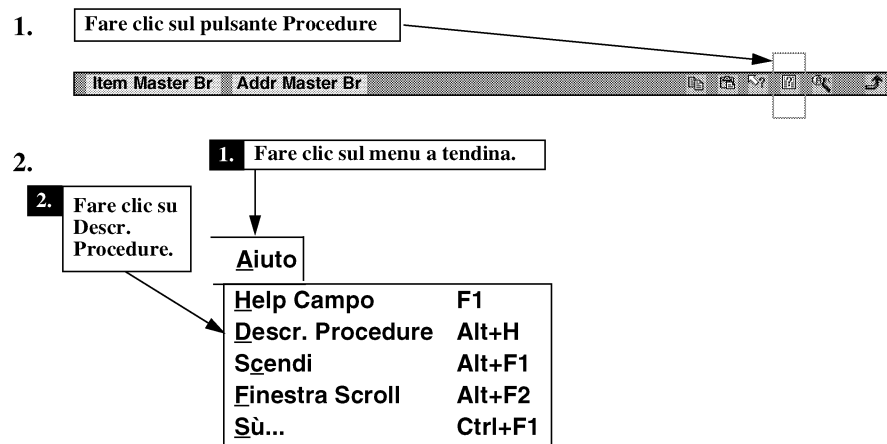 1. Fare clic sul pulsante Procedure
Item Master Br Addr Master Br
2.
1. Fare clic sul menu a tendina.
2. Fare clic su
Descr.
Procedure.
Aiuto
Help Campo F1
Descr. Procedure Alt+H
Scendi Alt+F1
Finestra Scroll Alt+F2
Sù... Ctrl+F1